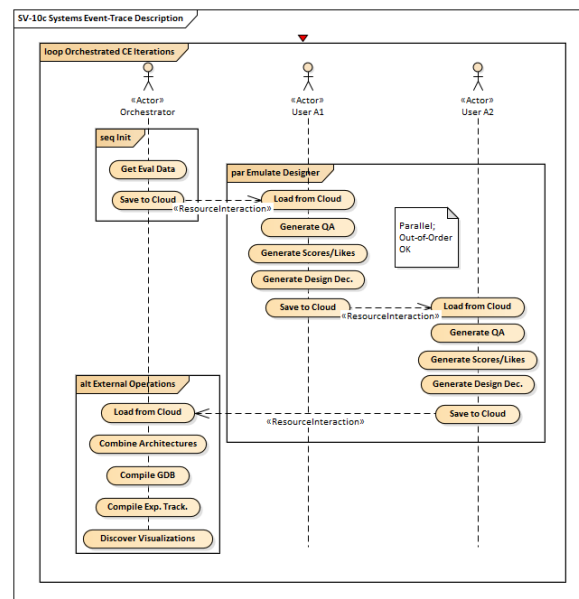 SV-10c Systems Event-Trace Description
loop Orchestrated CE Iterations
«Actor»
Orchestrator
«Actor»
User A1
«Actor»
User A2
seq Init
Get Eval Data
Save to Cloud
«ResourceInteraction»
par Emulate Designer
Load from Cloud
Generate QA
Generate Scores/Likes
Generate Design Dec.
Save to Cloud
«ResourceInteraction»
Parallel;
Out-of-Order
OK
Load from Cloud
Generate QA
Generate Scores/Likes
Generate Design Dec.
Save to Cloud
«ResourceInteraction»
alt External Operations
Load from Cloud
Combine Architectures
Compile GDB
Compile Exp. Track.
Discover Visualizations